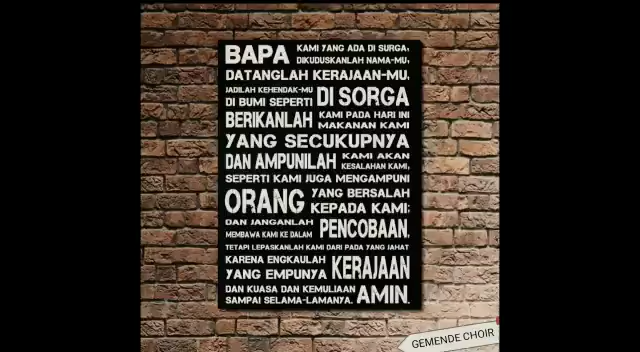 BAPA KAMI YANG ADA DI SURGA,
DIKUDUSKANLAH NAMA-MU,
DATANGLAH KERAJAAN-MU,
JADILAH KEHENDAK-MU
DI BUMI SEPERTI DI SORGA
BERIKANLAH KAMI PADA HARI INI
MAKANAN KAMI
YANG SECUKUPNYA
DAN AMPUNILAH KAMI AKAN
KESALAHAN KAMI,
SEPERTI KAMI JUGA MENGAMPUNI
ORANG YANG BERSALAH
KEPADA KAMI;
DAN JANGANLAH
MEMBAWA KAMI KE DALAM PENCOBAAN,
TETAPI LEPASKANLAH KAMI DARI PADA YANG JAHAT
KARENA ENGKAULAH
YANG EMPUNYA KERAJAAN
DAN KUASA DAN KEMULIAAN
SAMPAI SELAMA-LAMANYA. AMIN.
GEMENDE CHOIR